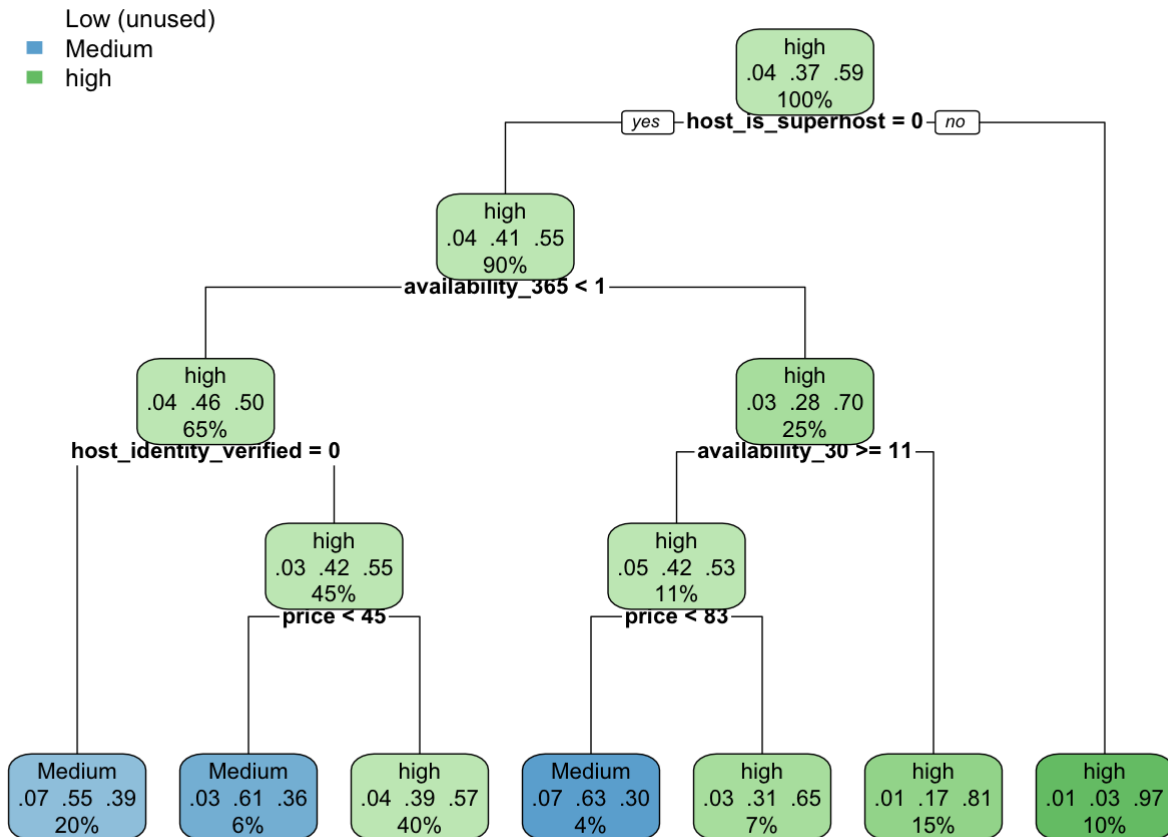 Low (unused)
Medium
high
high
.04 .37 .59
100%
yes host_is_superhost = 0 no
high
.04 .41 .55
90%
availability_365 < 1
high
.04 .46 .50
65%
host_identity_verified = 0
high
.03 .28 .70
25%
availability_30 >= 11
high
.03 .42 .55
45%
price < 45
high
.05 .42 .53
11%
price < 83
Medium
.07 .55 .39
20%
Medium
.03 .61 .36
6%
high
.04 .39 .57
40%
Medium
.07 .63 .30
4%
high
.03 .31 .65
7%
high
.01 .17 .81
15%
high
.01 .03 .97
10%